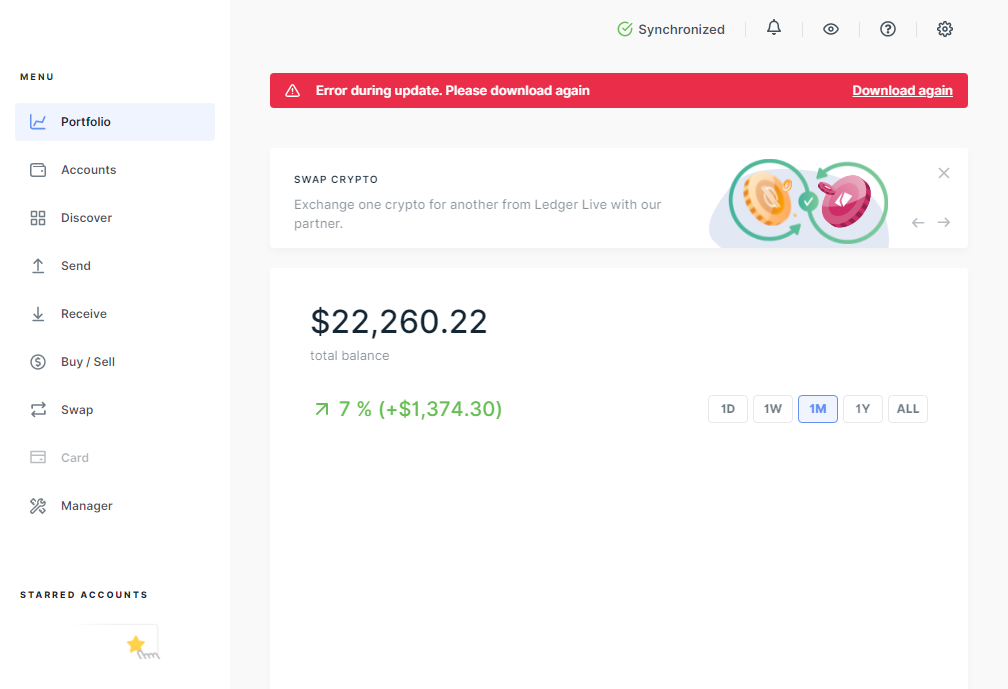 Synchronized
MENU
Error during update. Please download again
Download again
Portfolio
Accounts
Discover
Send
Receive
Buy / Sell
Swap
Card
Manager
STARRED ACCOUNTS
SWAP CRYPTO
Exchange one crypto for another from Ledger Live with our
partner.
$22,260.22
total balance
7 % (+$1,374.30)
1D
1W
1M
1Y
ALL